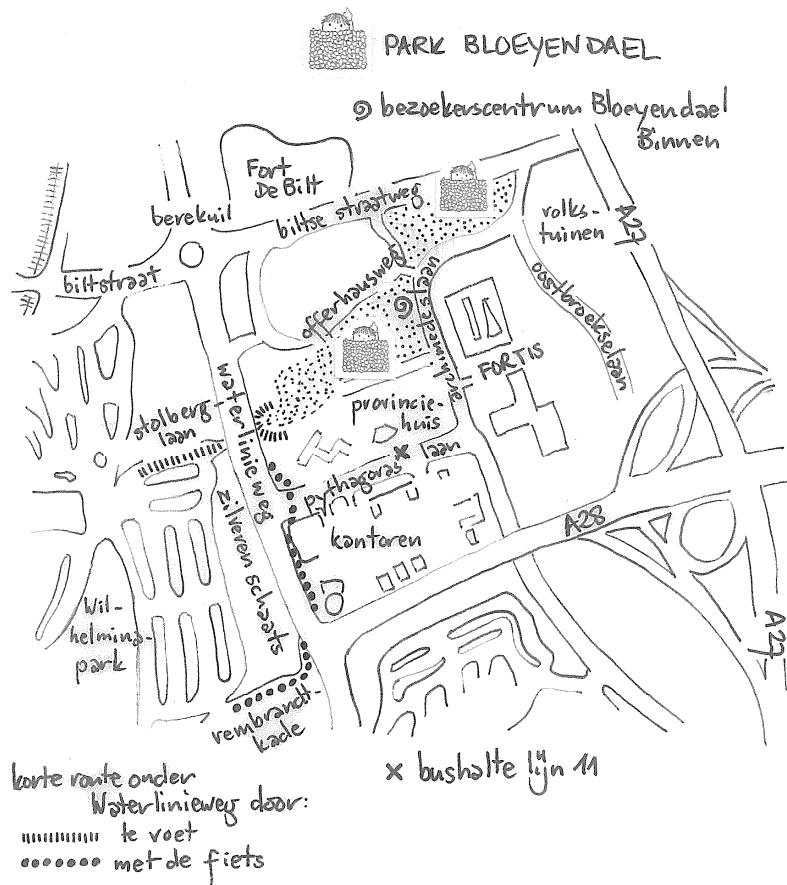 PARK BLOEYENDAEL
bezoekerscentrum Bloeyendael
Binnen
Fort
De Bilt
berekuil
biltse straatweg
volks-
tuinen
A27
biltstraat
offerhausweg
archimedeslaan
oostbroekselaan
FORTIS
waterlinieweg
stolberg-
laan
provincie-
huis
pythagoras laan
zilveren schaats
kantoren
A28
Wil-
helmina-
park
A27
rembrandt-
kade
korte route onder
Waterlinieweg door:
te voet
met de fiets
x bushalte lijn 11